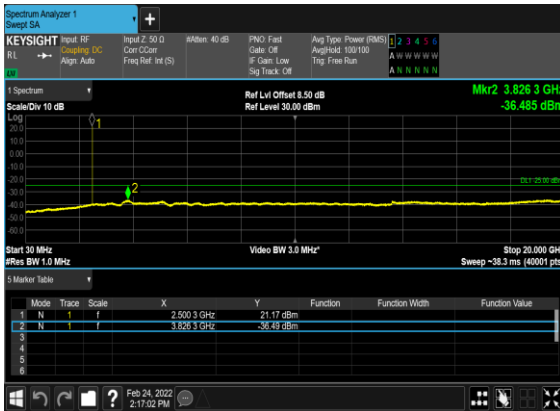 Spectrum Analyzer 1
Swept SA
+
KEYSIGHT Input: RF Input Z: 50 Ω #Atten: 40 dB PNO: Fast Avg Type: Power (RMS) 1 2 3 4 5 6
RL Coupling: DC Corr CCorr Gate: Off Avg|Hold: 100/100 A W W W W W
Align: Auto Freq Ref: Int (S) IF Gain: Low Trig: Free Run
Sig Track: Off A N N N N N
1 Spectrum Ref Lvl Offset 8.50 dB Mkr2 3.826 3 GHz
Scale/Div 10 dB Ref Level 30.00 dBm -36.485 dBm
Log
1
20.0
10.0
0.00
-10.0
-20.0 DL1 -25.00 dBm
-30.0 2
-40.0
-50.0
-60.0
Start 30 MHz Video BW 3.0 MHz* Stop 20.000 GHz
#Res BW 1.0 MHz Sweep ~38.3 ms (40001 pts)
5 Marker Table
Mode Trace Scale X Y Function Function Width Function Value
1 N 1 f 2.500 3 GHz 21.17 dBm
2 N 1 f 3.826 3 GHz -36.49 dBm
3
4
5
6
? Feb 24, 2022
2:17:02 PM